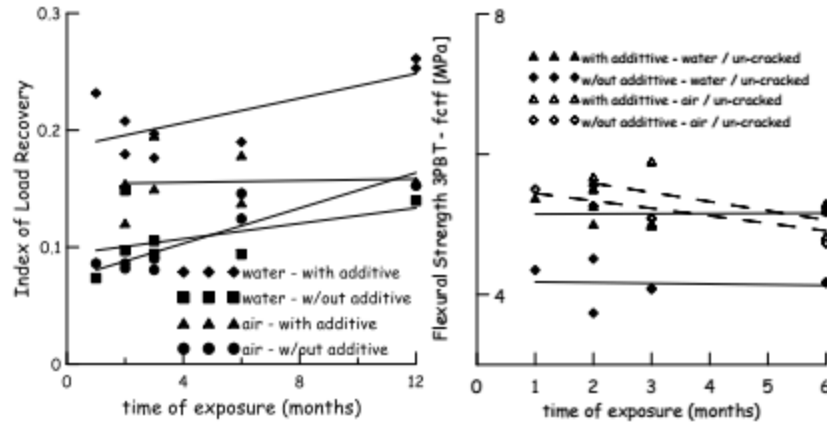 0.3
0.2
0.1
0
Index of Load Recovery
water - with additive
water - w/out additive
air - with additive
air - w/out additive
0 4 8 12
time of exposure (months)
8
4
Flexural Strength 3PBT - fctf [MPa]
with addittive - water / un-cracked
w/out addittive - water / un-cracked
with addittive - air / un-cracked
w/out addittive - air / un-cracked
0 1 2 3 4 5 6
time of exposure (months)